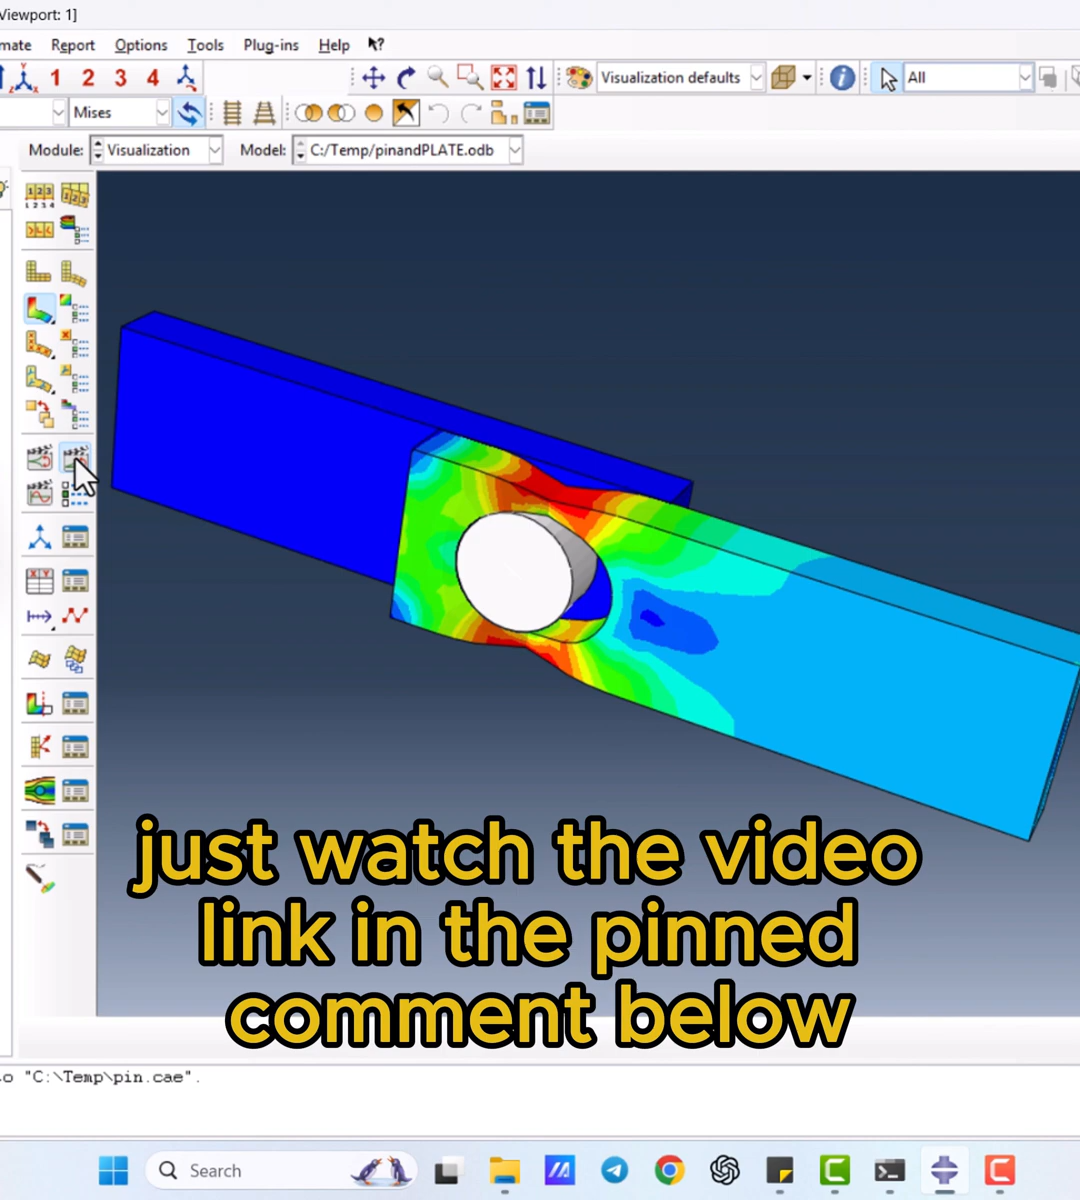 Viewport: 1]
mate Report Options Tools Plug-ins Help
1 2 3 4 Visualization defaults All
Mises
Module: Visualization Model: C:/Temp/pinandPLATE.odb
just watch the video
link in the pinned
comment below
o "C:\Temp\pin.cae".
Search